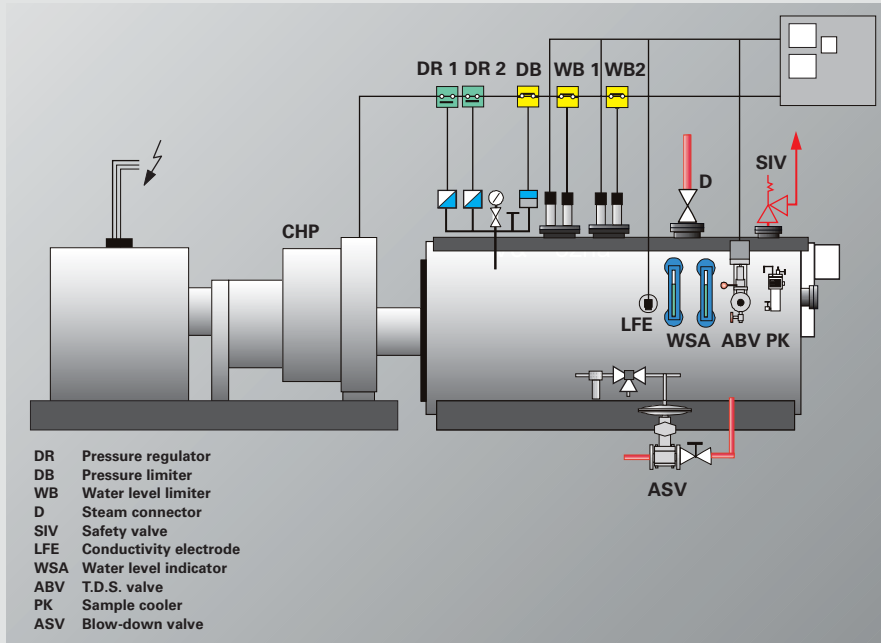 DR 1 DR 2 DB WB 1 WB2
SIV
D
CHP
LFE
WSA ABV PK
ASV
DR Pressure regulator
DB Pressure limiter
WB Water level limiter
D Steam connector
SIV Safety valve
LFE Conductivity electrode
WSA Water level indicator
ABV T.D.S. valve
PK Sample cooler
ASV Blow-down valve